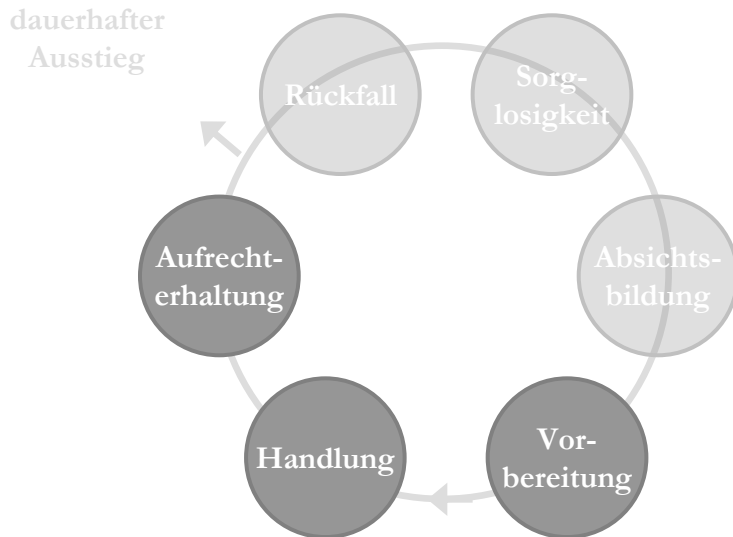 dauerhafter
Ausstieg
Rückfall
Sorg-
losigkeit
Aufrecht-
erhaltung
Absichts-
bildung
Handlung
Vor-
bereitung